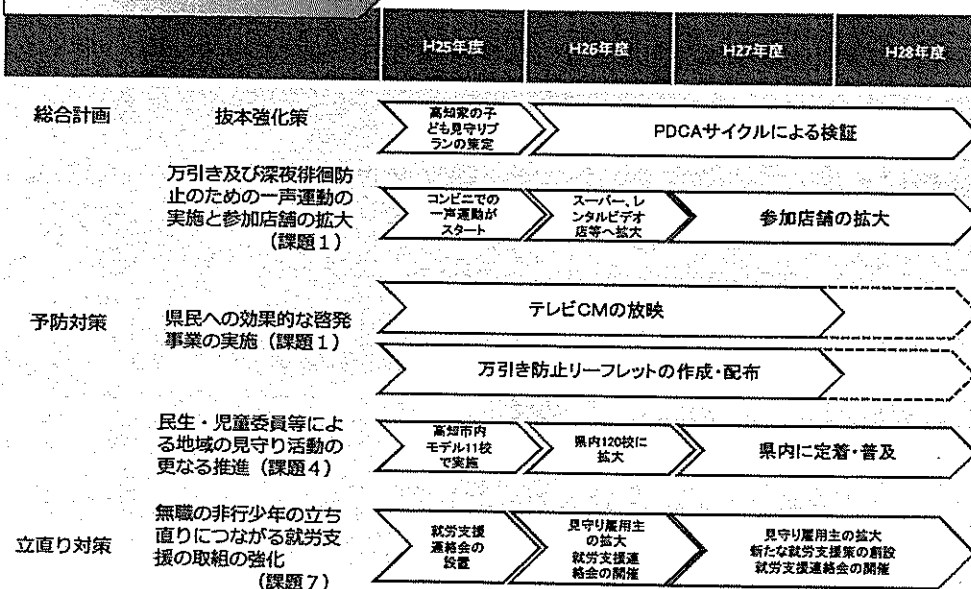 H25年度 H26年度 H27年度 H28年度
総合計画
抜本強化策
高知家の子
ども見守りプ
ランの策定
PDCAサイクルによる検証
万引き及び深夜徘徊防
止のための一声運動の
実施と参加店舗の拡大
(課題1)
コンビニでの
一声運動が
スタート
スーパー、レ
ンタルビデオ
店等へ拡大
参加店舗の拡大
予防対策
県民への効果的な啓発
事業の実施(課題1)
テレビCMの放映
万引き防止リーフレットの作成・配布
民生・児童委員等によ
る地域の見守り活動の
更なる推進(課題4)
高知市内
モデル11校
で実施
県内120校に
拡大
県内に定着・普及
立直り対策
無職の非行少年の立ち
直りにつながる就労支
援の取組の強化
(課題7)
就労支援
連絡会の
設置
見守り雇用主
の拡大
就労支援連
絡会の開催
見守り雇用主の拡大
新たな就労支援策の創設
就労支援連絡会の開催